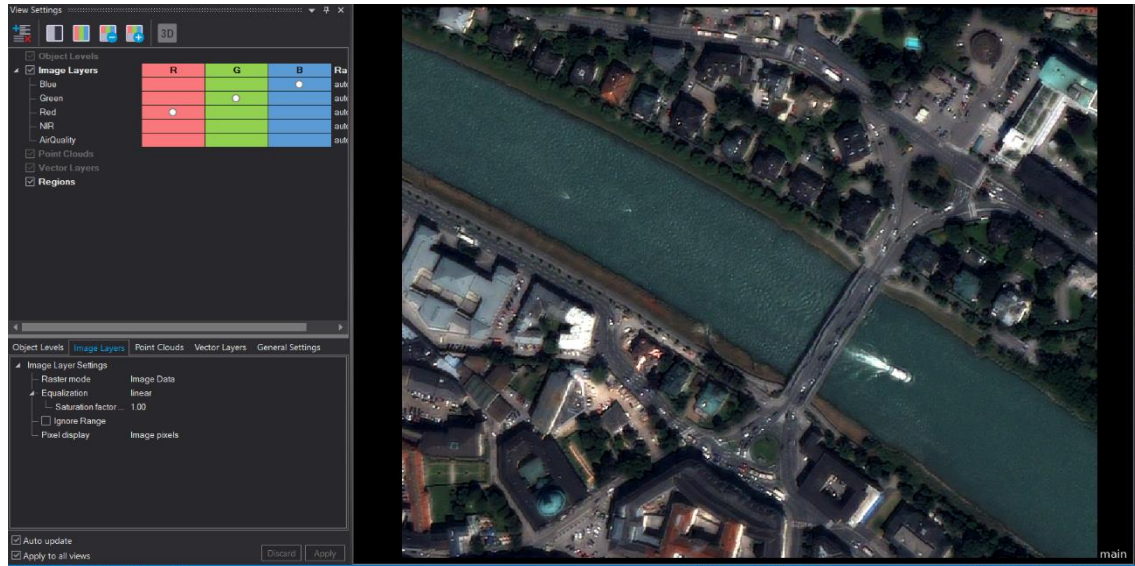 View Settings
3D
Object Levels
Image Layers R G B Ra
Blue auto
Green auto
Red auto
NIR auto
AirQuality auto
Point Clouds
Vector Layers
Regions
Object Levels Image Layers Point Clouds Vector Layers General Settings
Image Layer Settings
Raster mode Image Data
Equalization linear
Saturation factor ... 1.00
Ignore Range
Pixel display Image pixels
Auto update
Apply to all views Discard Apply
main